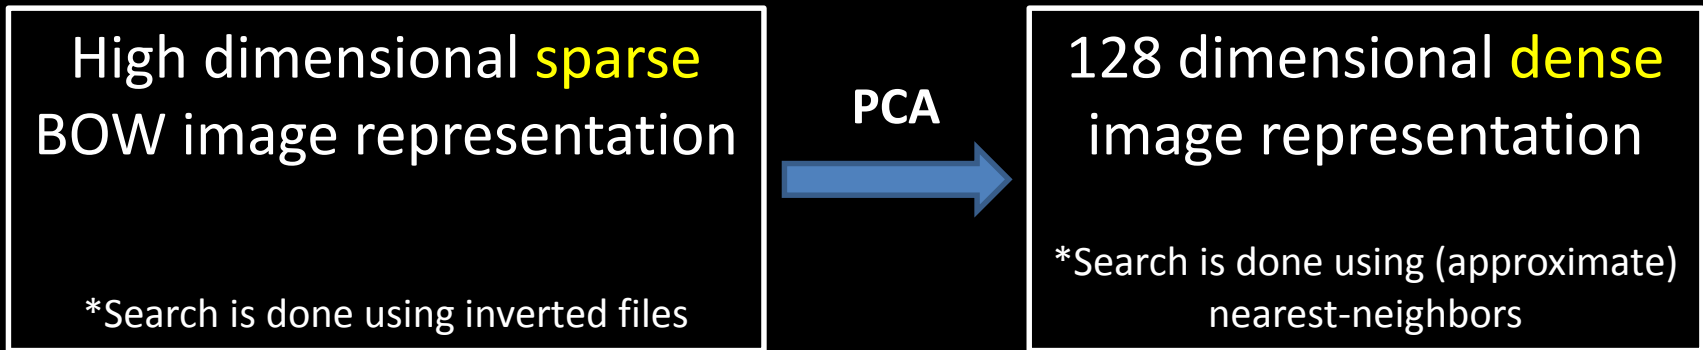 High dimensional sparse
BOW image representation
*Search is done using inverted files
PCA
128 dimensional dense
image representation
*Search is done using (approximate)
nearest-neighbors